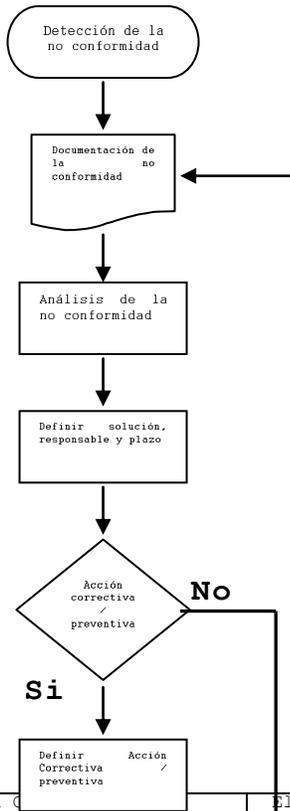 Detección de la
no conformidad
Documentación de
la no
conformidad
Análisis de la
no conformidad
Definir solución,
responsable y plazo
Acción
correctiva
/
preventiva
No
Si
Definir Acción
Correctiva /
preventiva